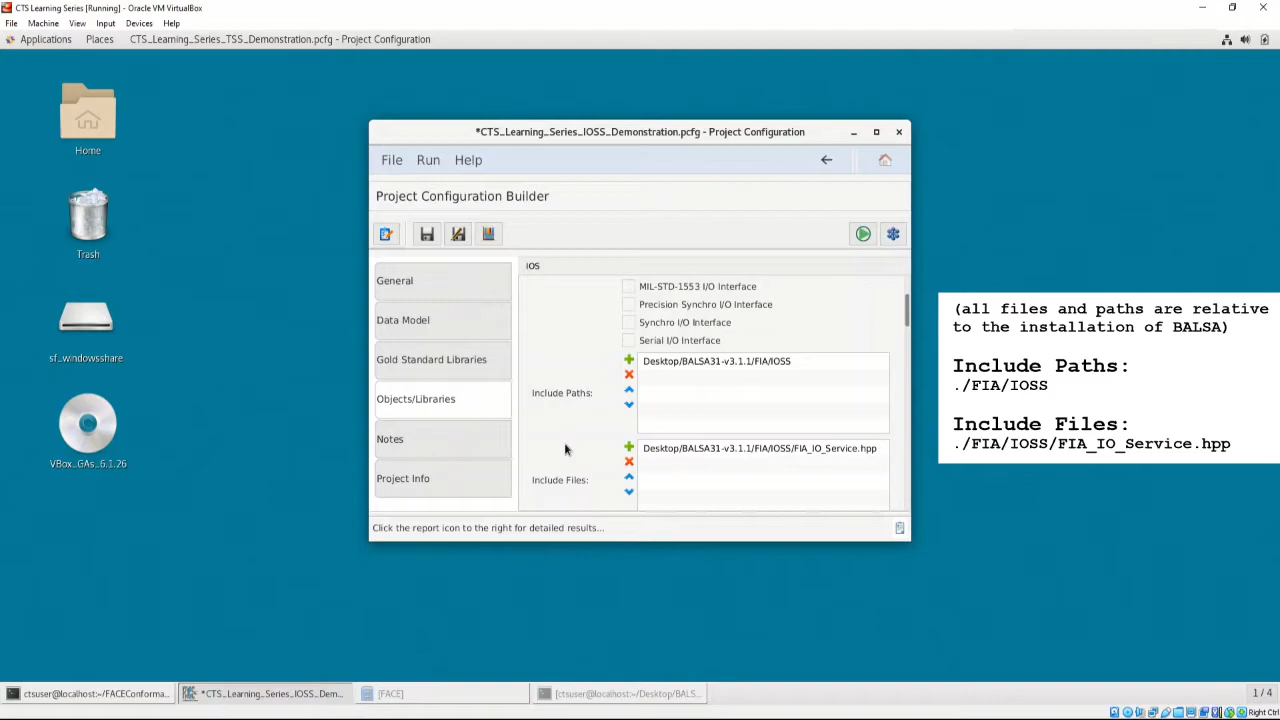 CTS Learning Series [Running] - Oracle VM VirtualBox
File Machine View Input Devices Help
Applications Places CTS_Learning_Series_TSS_Demonstration.pcfg - Project Configuration
Home
Trash
sf_windowsshare
VBox_GAs_6.1.26
*CTS_Learning_Series_IOSS_Demonstration.pcfg - Project Configuration
File Run Help
Project Configuration Builder
General
Data Model
Gold Standard Libraries
Objects/Libraries
Notes
Project Info
IOS
MIL-STD-1553 I/O Interface
Precision Synchro I/O Interface
Synchro I/O Interface
Serial I/O Interface
Include Paths:
Desktop/BALSA31-v3.1.1/FIA/IOSS
Include Files:
Desktop/BALSA31-v3.1.1/FIA/IOSS/FIA_IO_Service.hpp
Click the report icon to the right for detailed results...
(all files and paths are relative
to the installation of BALSA)
Include Paths:
./FIA/IOSS
Include Files:
./FIA/IOSS/FIA_IO_Service.hpp
ctsuser@localhost:~/FACEConforma...
*CTS_Learning_Series_IOSS_Dem...
[FACE]
[ctsuser@localhost:~/Desktop/BALS...
1 / 4
Right Ctrl